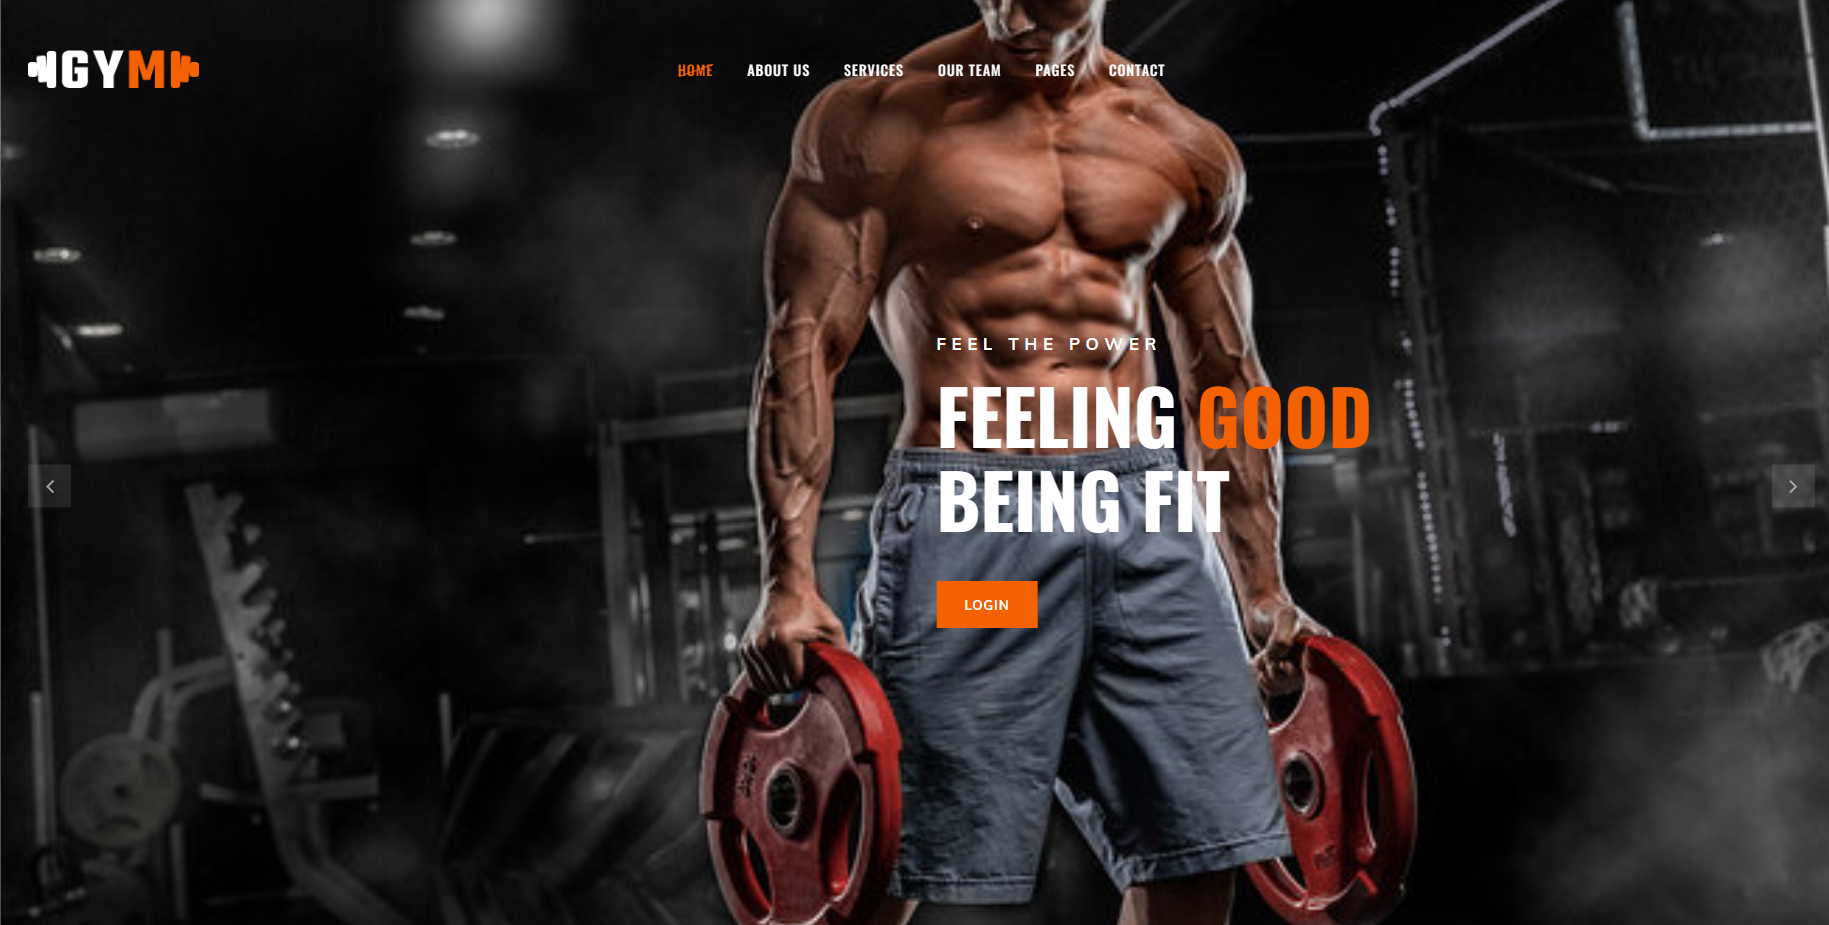 GYM
HOME ABOUT US SERVICES OUR TEAM PAGES CONTACT
FEEL THE POWER
FEELING GOOD
BEING FIT
LOGIN